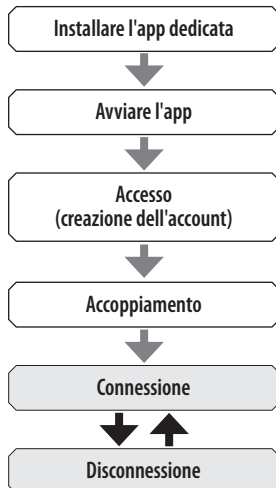 Installare l'app dedicata
Avviare l'app
Accesso
(creazione dell'account)
Accoppiamento
Connessione
Disconnessione